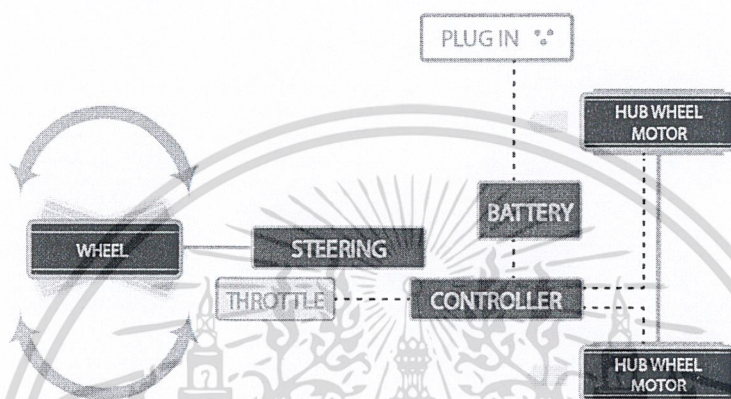 PLUG IN
HUB WHEEL
MOTOR
BATTERY
WHEEL
STEERING
THROTTLE
CONTROLLER
HUB WHEEL
MOTOR